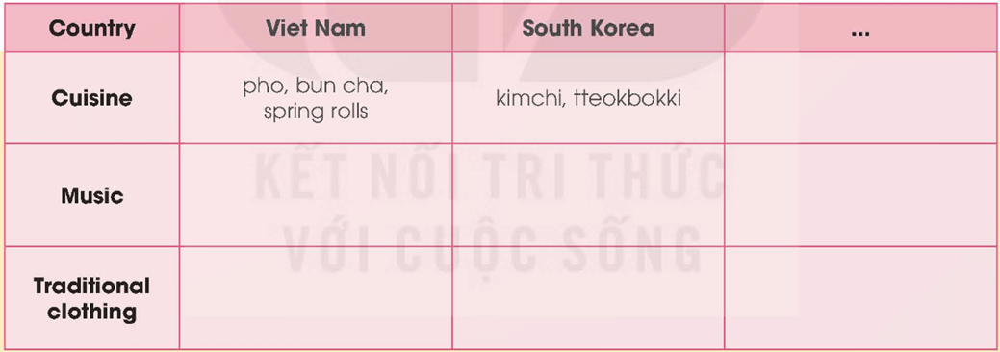 Country Viet Nam South Korea ...
Cuisine pho, bun cha, spring rolls kimchi, tteokbokki
KẾT NỐI TRI THỨC
Music
VỚI CUỘC SỐNG
Traditional
clothing